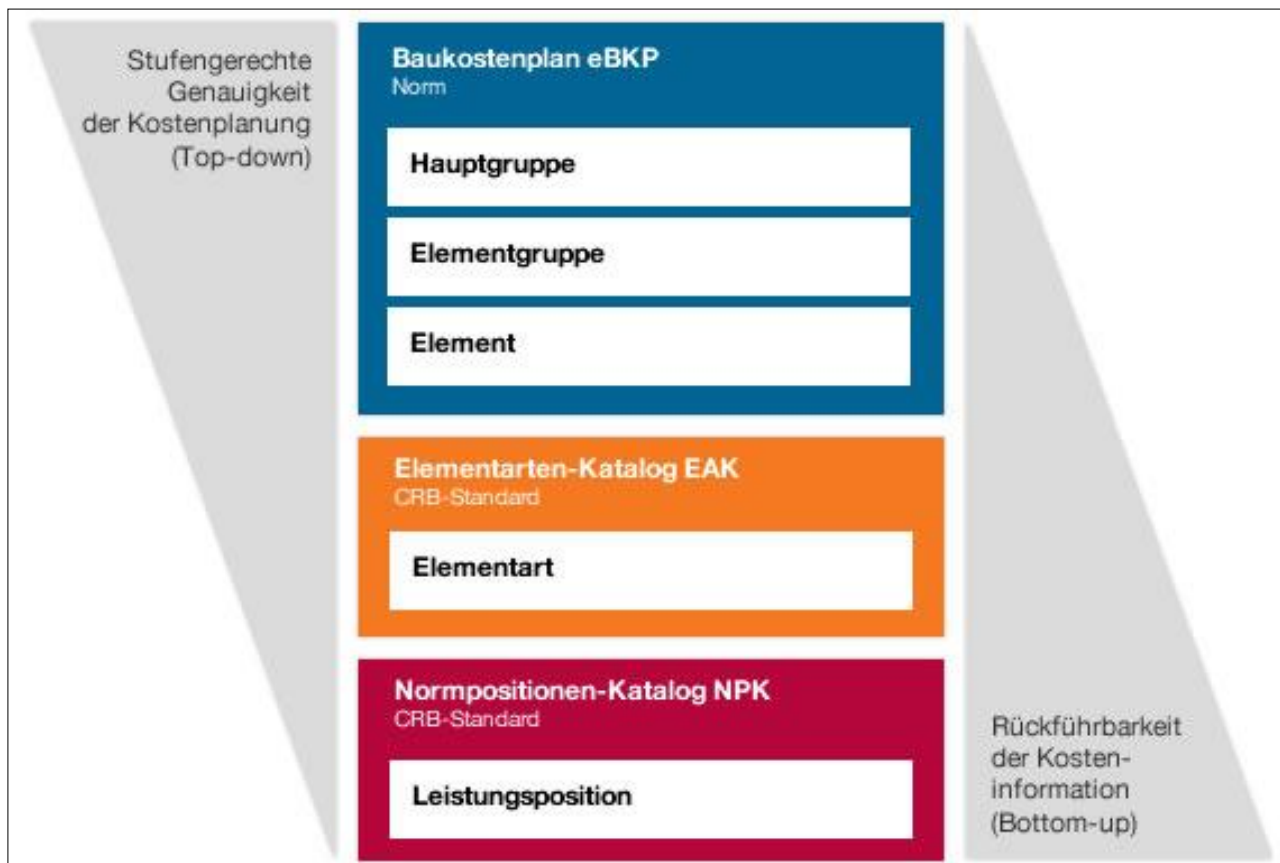 Stufengerechte
Genauigkeit
der Kostenplanung
(Top-down)
Baukostenplan eBKP
Norm
Hauptgruppe
Elementgruppe
Element
Elementarten-Katalog EAK
CRB-Standard
Elementart
Normpositionen-Katalog NPK
CRB-Standard
Leistungsposition
Rückführbarkeit
der Kosten-
information
(Bottom-up)